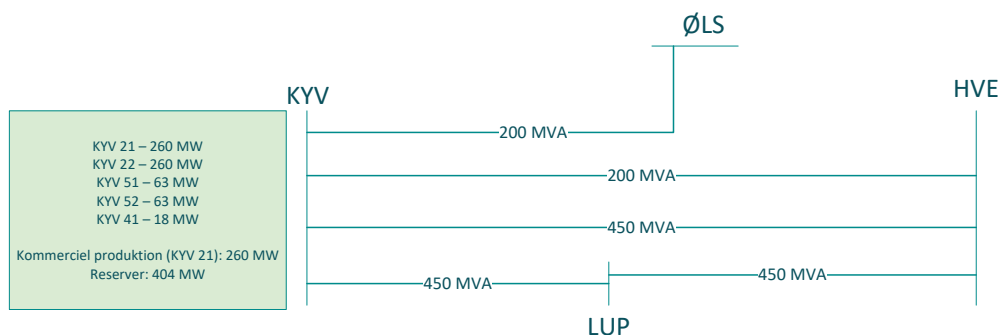 ØLS
KYV
HVE
KYV 21 – 260 MW
KYV 22 – 260 MW
KYV 51 – 63 MW
KYV 52 – 63 MW
KYV 41 – 18 MW
Kommerciel produktion (KYV 21): 260 MW
Reserver: 404 MW
200 MVA
200 MVA
450 MVA
450 MVA
450 MVA
LUP